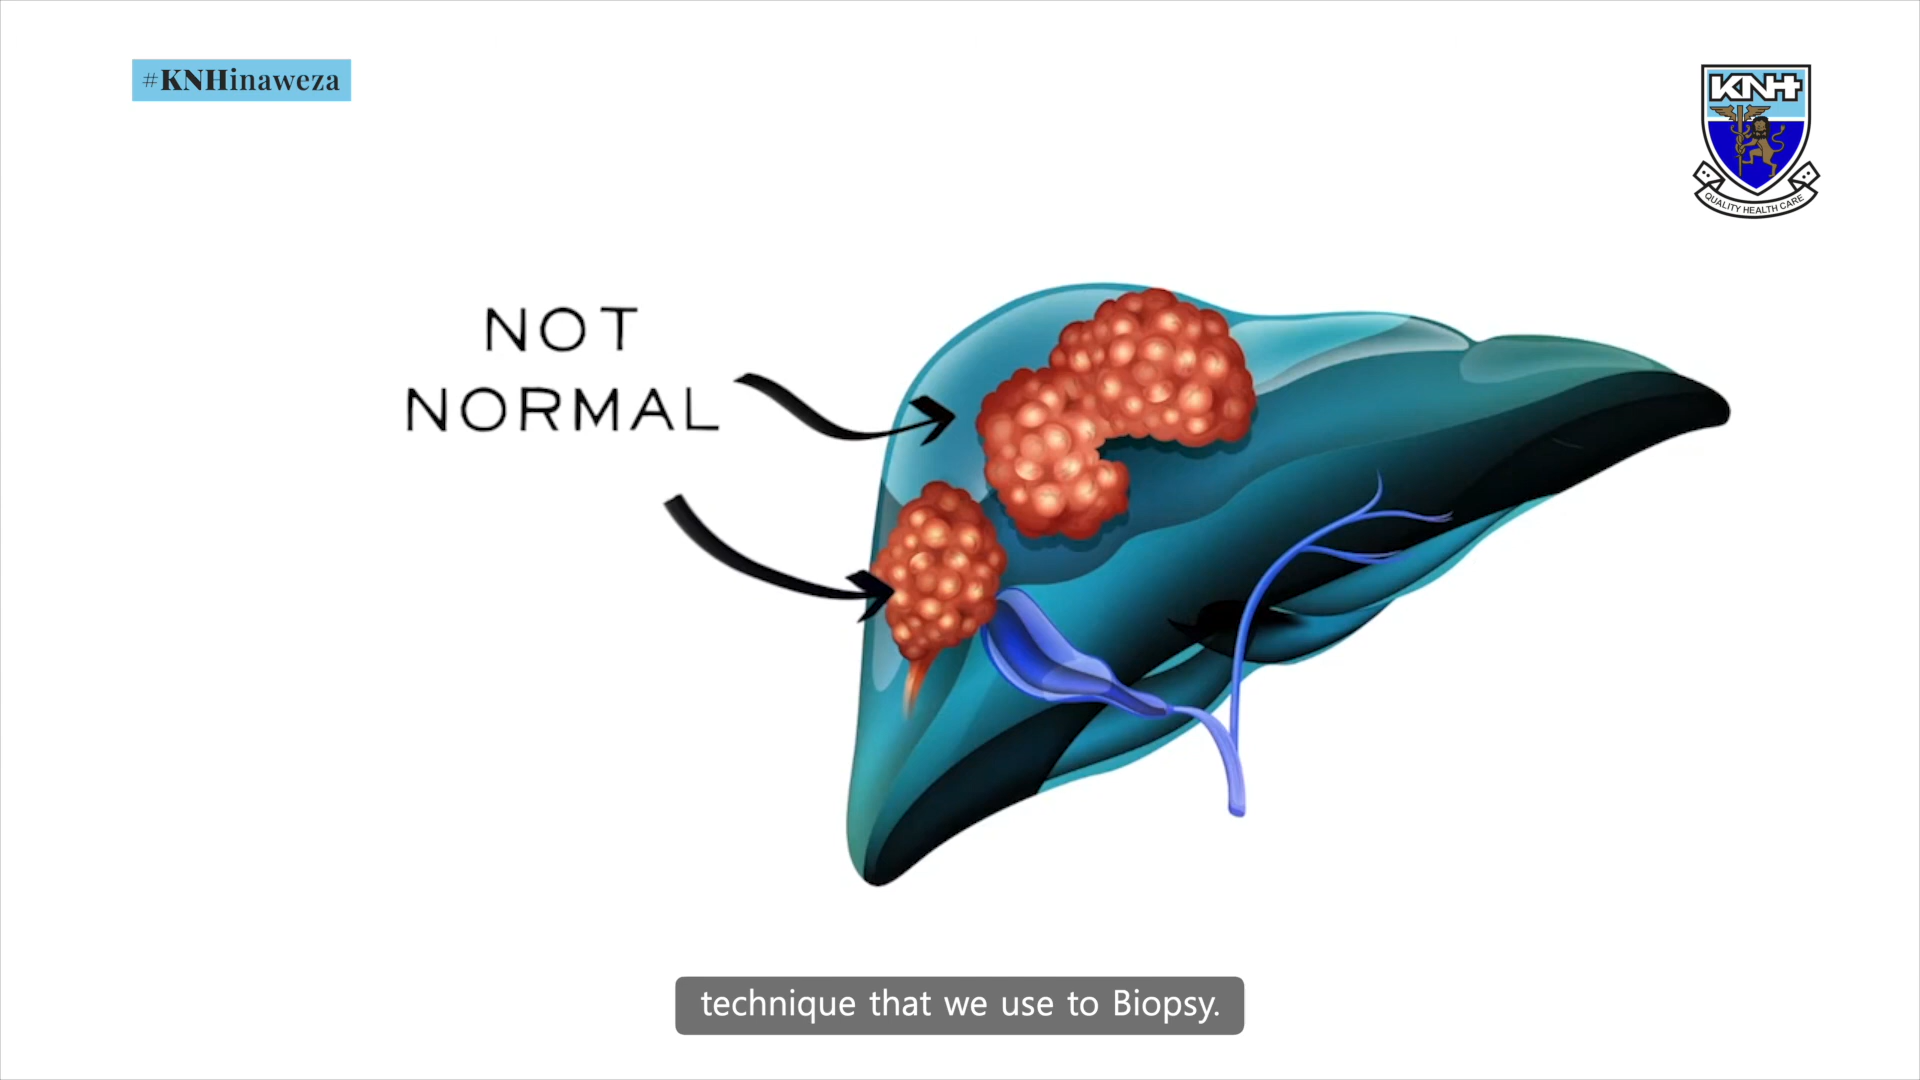 #KNHinaweza
KNH
QUALITY HEALTH CARE
NOT
NORMAL
technique that we use to Biopsy.